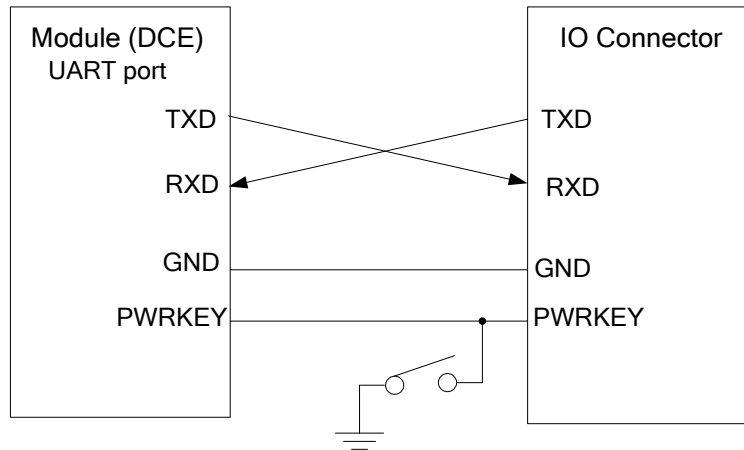 Module (DCE)
UART port
TXD
RXD
GND
PWRKEY
IO Connector
TXD
RXD
GND
PWRKEY